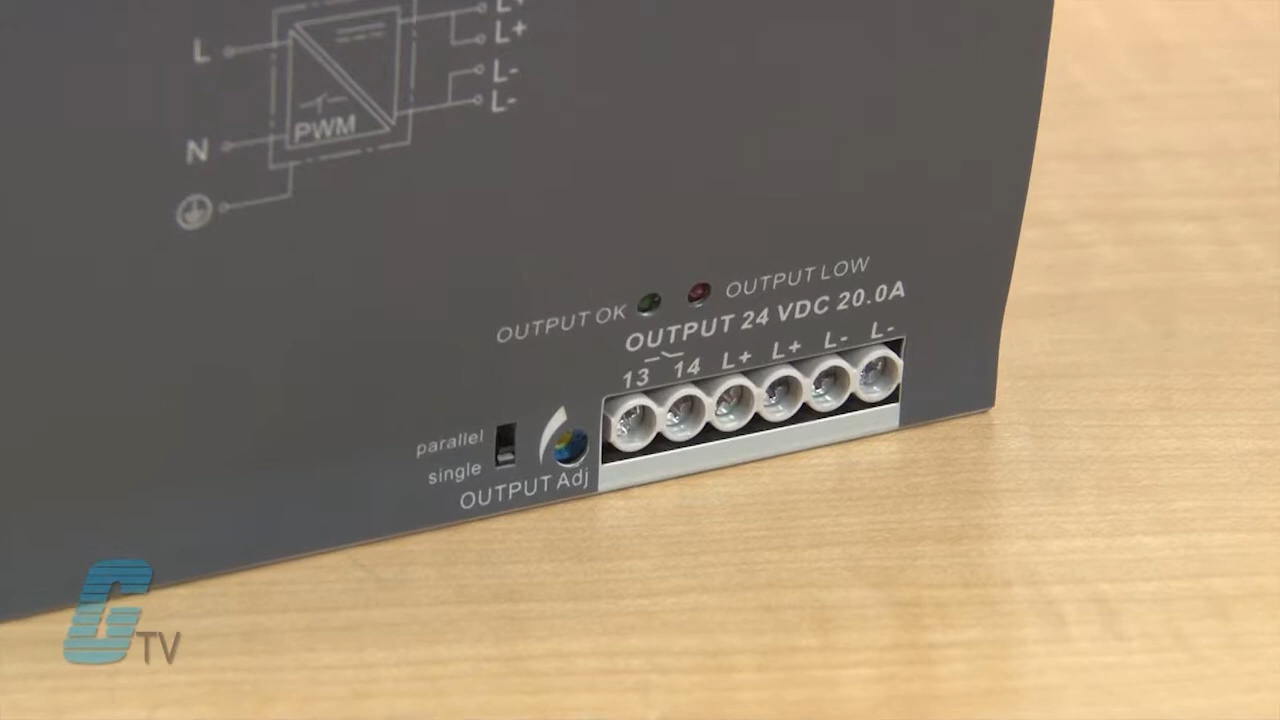 L+
L
L+
L-
PWM
N
L-
OUTPUT LOW
OUTPUT OK
OUTPUT 24 VDC 20.0A
13 14 L+ L+ L- L-
parallel
single
OUTPUT Adj
G TV